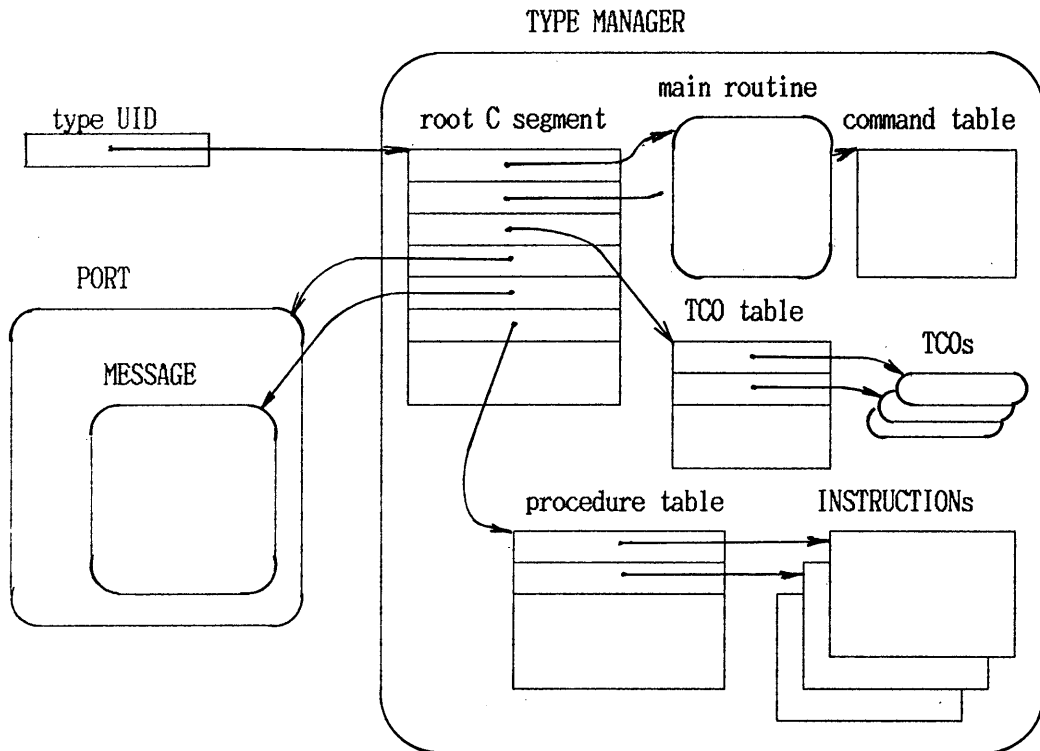 TYPE MANAGER
type UID
root C segment
main routine
command table
PORT
MESSAGE
TCO table
TCOs
procedure table
INSTRUCTIONs